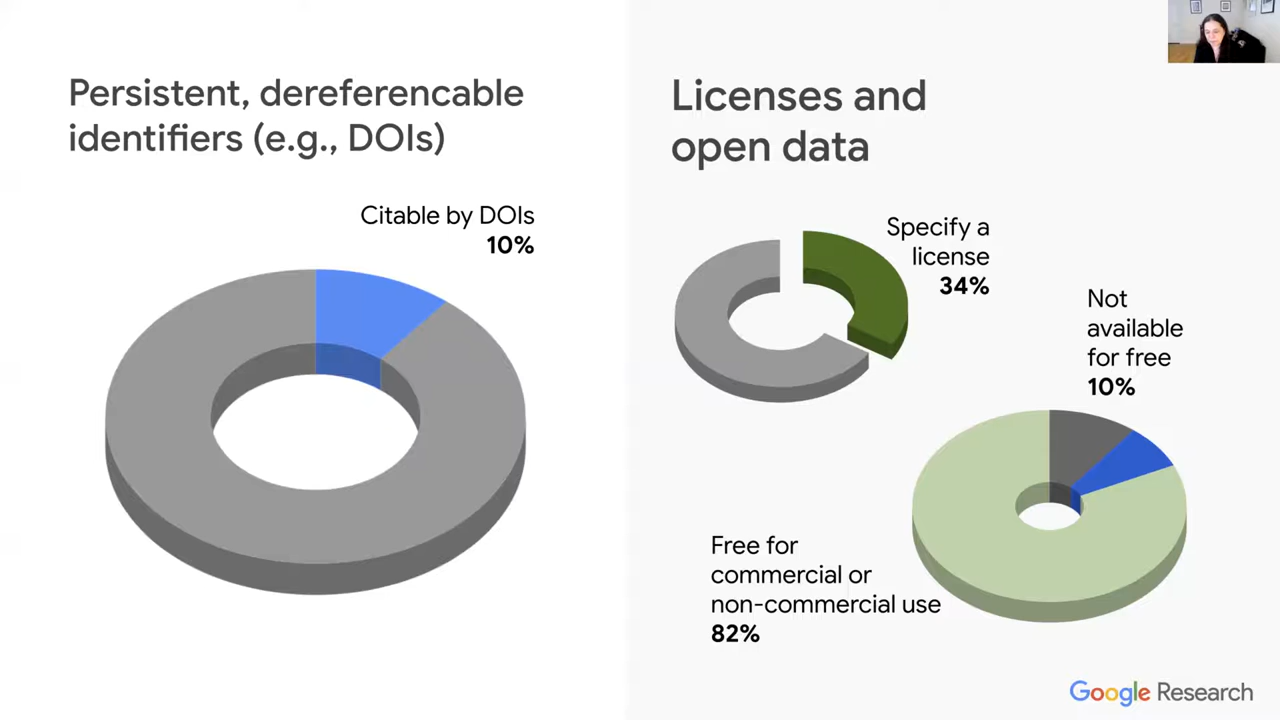 Persistent, dereferencable
identifiers (e.g., DOIs)
Citable by DOIs
10%
Licenses and
open data
Specify a
license
34%
Not
available
for free
10%
Free for
commercial or
non-commercial use
82%
Google Research